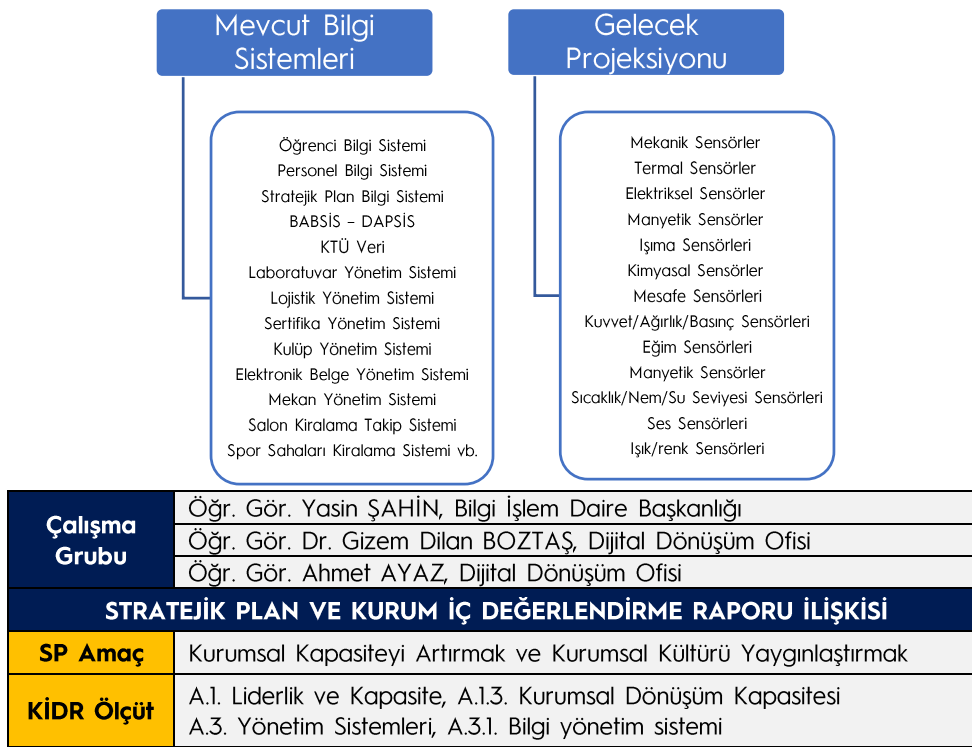 Mevcut Bilgi
Sistemleri
Öğrenci Bilgi Sistemi
Personel Bilgi Sistemi
Stratejik Plan Bilgi Sistemi
BABSİS – DAPSİS
KTÜ Veri
Laboratuvar Yönetim Sistemi
Lojistik Yönetim Sistemi
Sertifika Yönetim Sistemi
Kulüp Yönetim Sistemi
Elektronik Belge Yönetim Sistemi
Mekan Yönetim Sistemi
Salon Kiralama Takip Sistemi
Spor Sahaları Kiralama Sistemi vb.
Gelecek
Projeksiyonu
Mekanik Sensörler
Termal Sensörler
Elektriksel Sensörler
Manyetik Sensörler
Işıma Sensörleri
Kimyasal Sensörler
Mesafe Sensörleri
Kuvvet/Ağırlık/Basınç Sensörleri
Eğim Sensörleri
Manyetik Sensörler
Sıcaklık/Nem/Su Seviyesi Sensörleri
Ses Sensörleri
Işık/renk Sensörleri
Çalışma
Grubu
Öğr. Gör. Yasin ŞAHİN, Bilgi İşlem Daire Başkanlığı
Öğr. Gör. Dr. Gizem Dilan BOZTAŞ, Dijital Dönüşüm Ofisi
Öğr. Gör. Ahmet AYAZ, Dijital Dönüşüm Ofisi
STRATEJİK PLAN VE KURUM İÇ DEĞERLENDİRME RAPORU İLİŞKİSİ
SP Amaç
Kurumsal Kapasiteyi Artırmak ve Kurumsal Kültürü Yaygınlaştırmak
KİDR Ölçüt
A.1. Liderlik ve Kapasite, A.1.3. Kurumsal Dönüşüm Kapasitesi
A.3. Yönetim Sistemleri, A.3.1. Bilgi yönetim sistemi